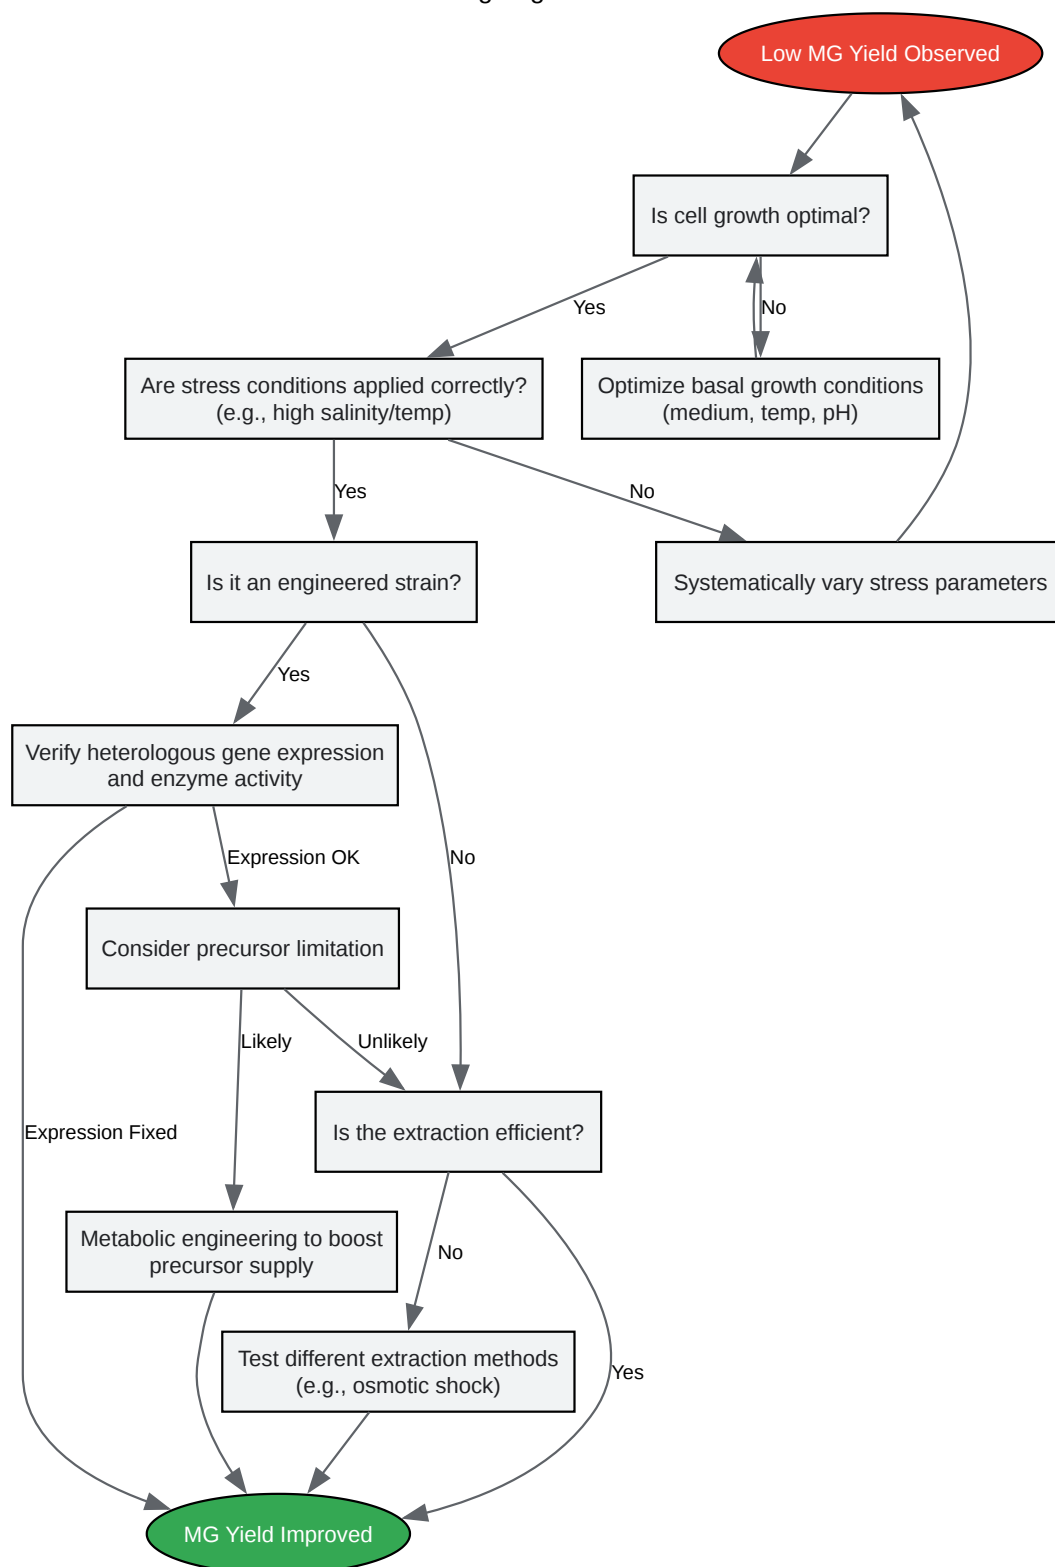 Low MG Yield Observed
Is cell growth optimal?
Yes
No
Are stress conditions applied correctly?
(e.g., high salinity/temp)
Optimize basal growth conditions
(medium, temp, pH)
Yes
No
Is it an engineered strain?
Systematically vary stress parameters
Yes
Verify heterologous gene expression
and enzyme activity
Expression OK
No
Consider precursor limitation
Likely
Unlikely
Expression Fixed
Is the extraction efficient?
Metabolic engineering to boost
precursor supply
No
Test different extraction methods
(e.g., osmotic shock)
Yes
MG Yield Improved